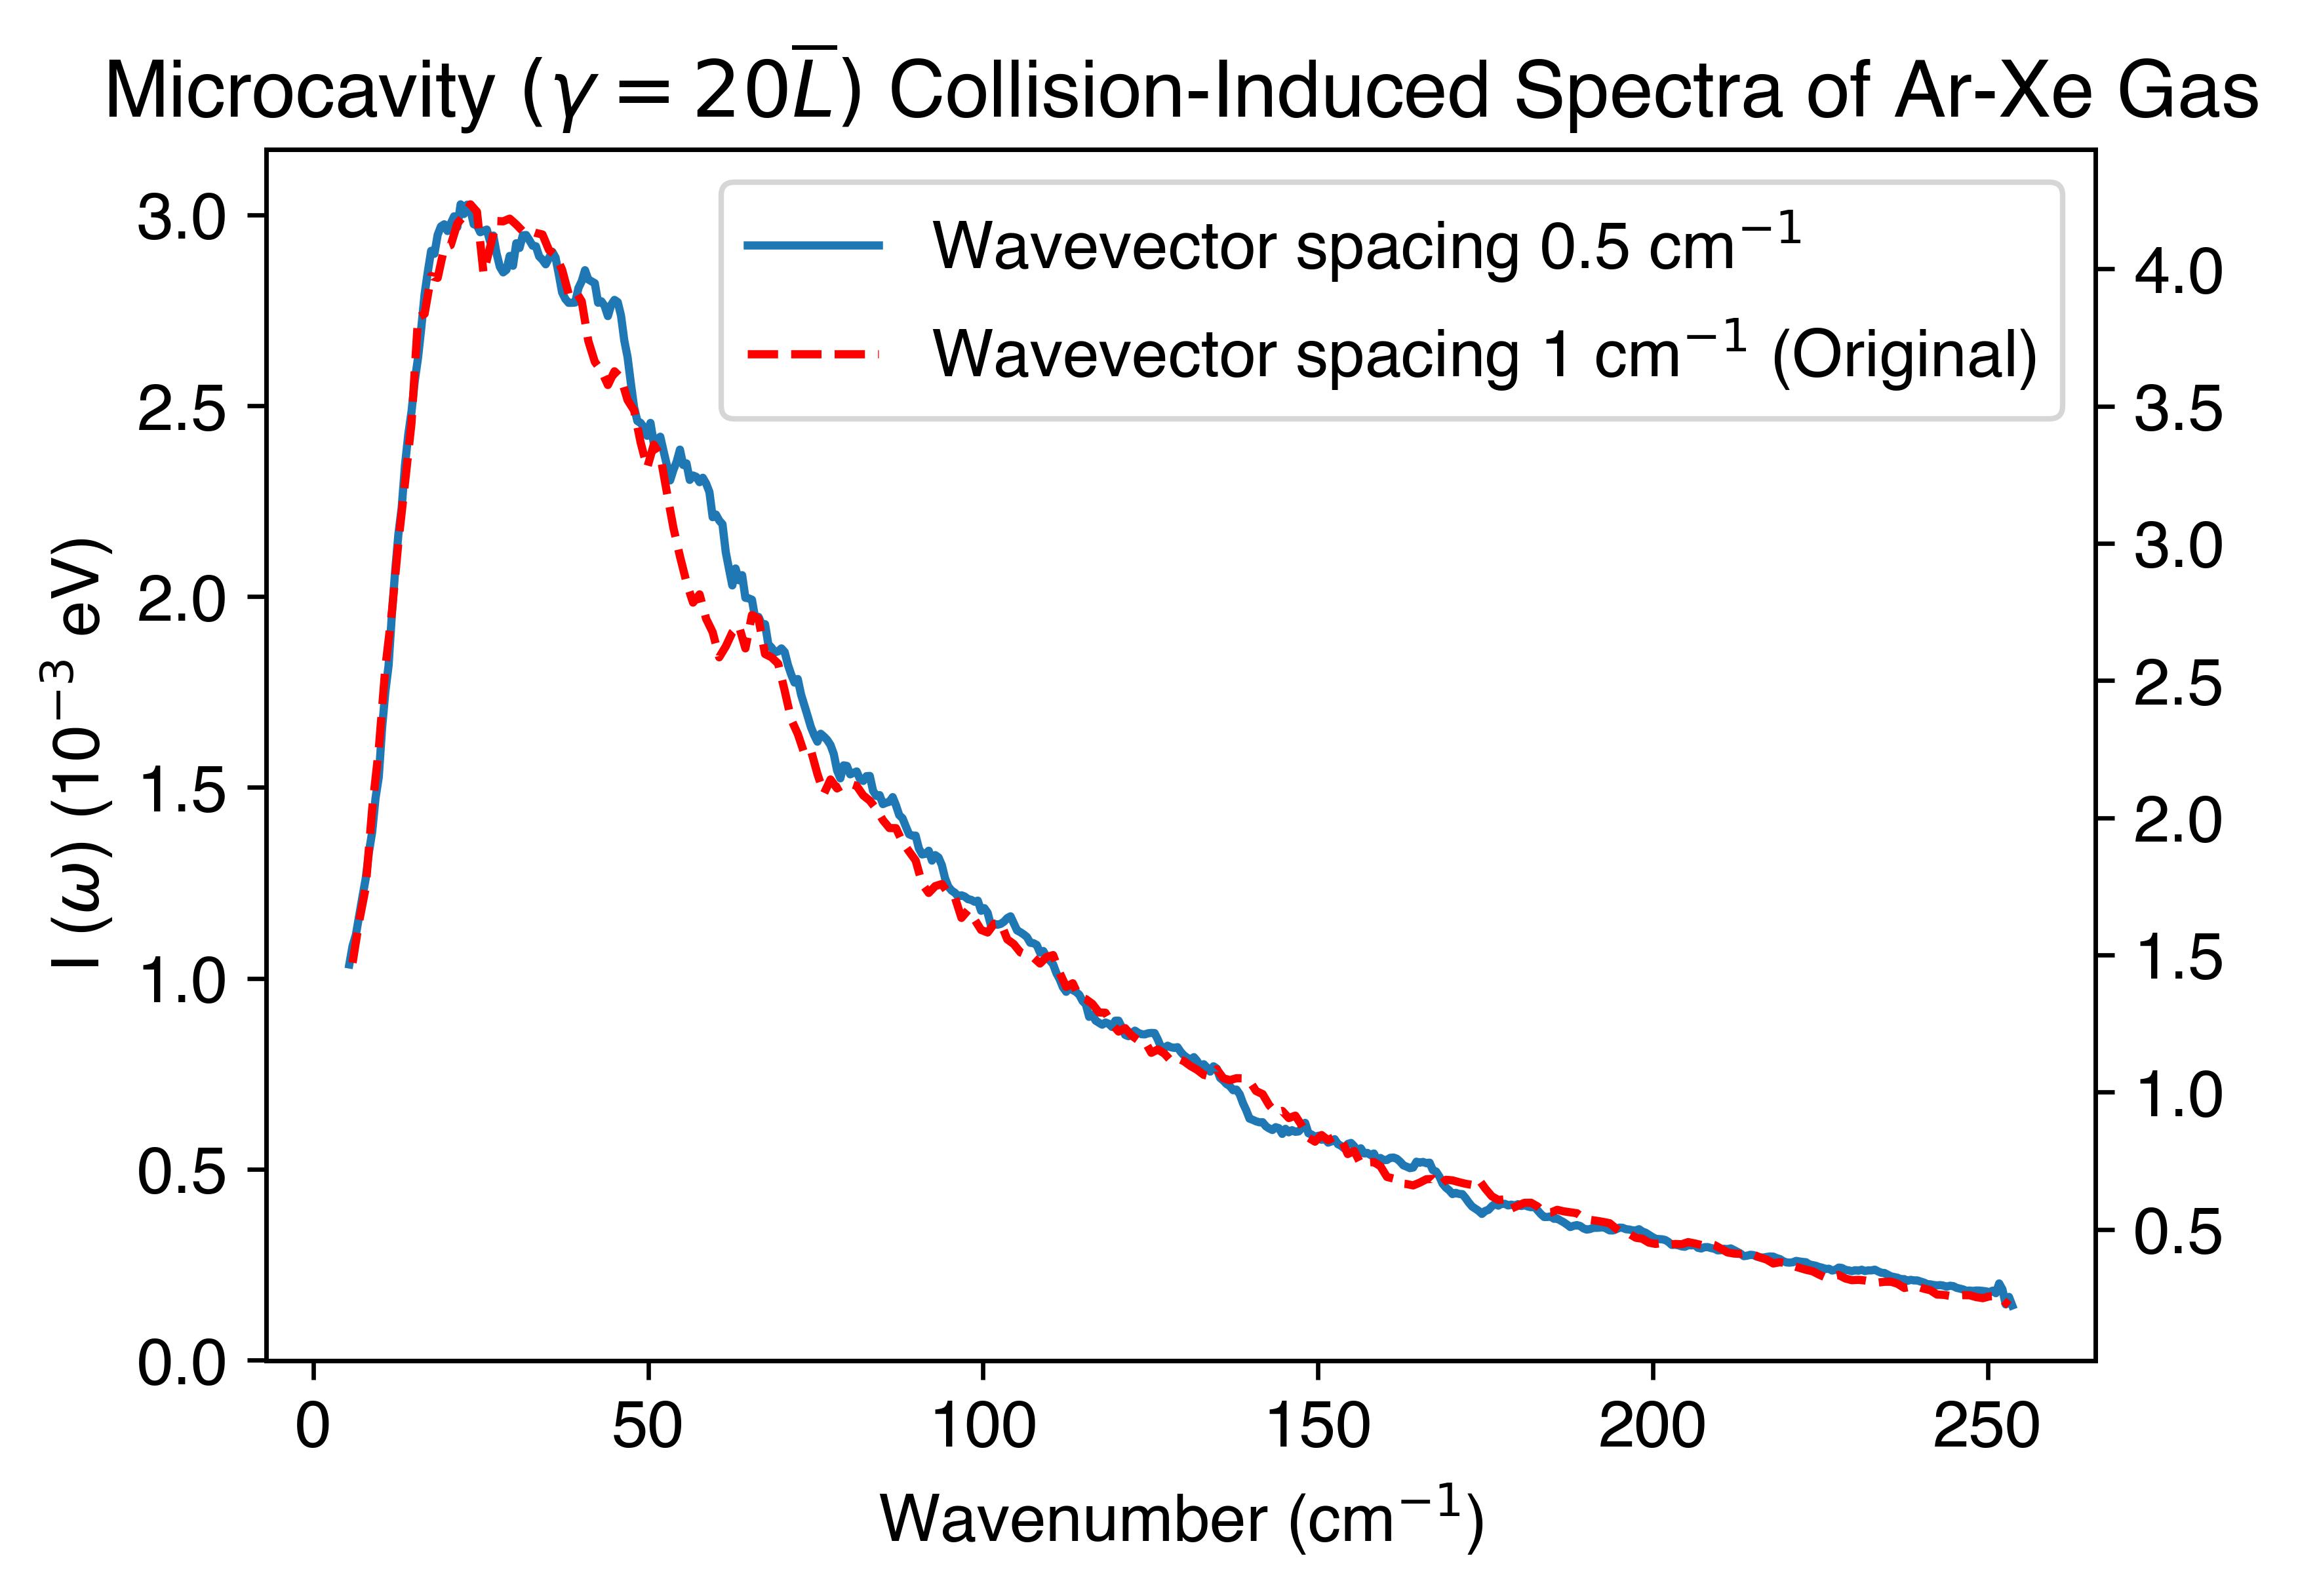 Microcavity (γ = 20L̅) Collision-Induced Spectra of Ar-Xe Gas
Wavevector spacing 0.5 cm⁻¹
Wavevector spacing 1 cm⁻¹ (Original)
I (ω) (10⁻³ eV)
3.0
2.5
2.0
1.5
1.0
0.5
0.0
4.0
3.5
3.0
2.5
2.0
1.5
1.0
0.5
0 50 100 150 200 250
Wavenumber (cm⁻¹)